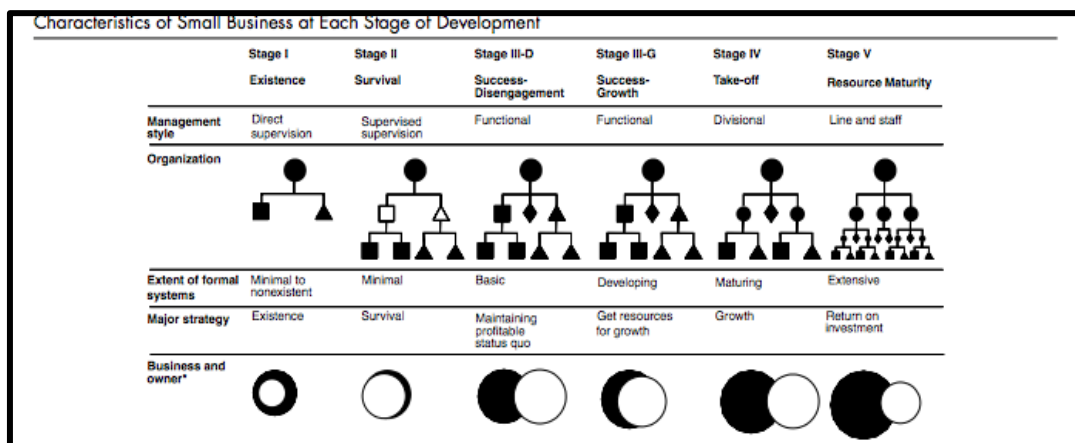 Characteristics of Small Business at Each Stage of Development
Stage I Stage II Stage III-D Stage III-G Stage IV Stage V
Existence Survival Success- Success- Take-off Resource Maturity
Disengagement Growth
Management Direct Supervised Functional Functional Divisional Line and staff
style supervision supervision
Organization
Extent of formal Minimal to Minimal Basic Developing Maturing Extensive
systems nonexistent
Major strategy Existence Survival Maintaining Get resources Growth Return on
profitable for growth investment
status quo
Business and
owner*